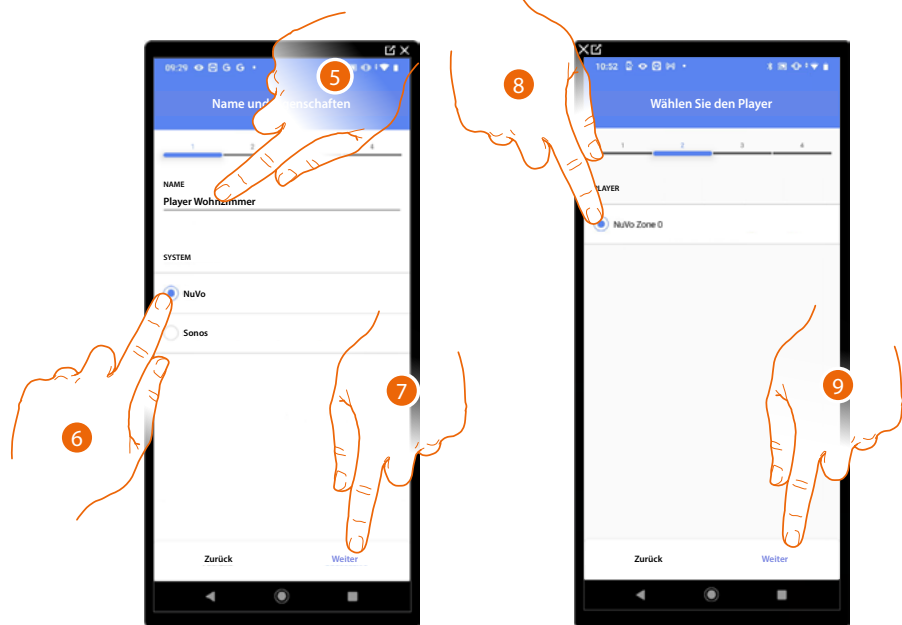 09:29 G G
5
Name und enschaften
1 2 4
NAME
Player Wohnzimmer
SYSTEM
NuVo
Sonos
6
7
Zurück Weiter
8
10:52
Wählen Sie den Player
1 2 3 4
PLAYER
NuVo Zone 0
9
Zurück Weiter